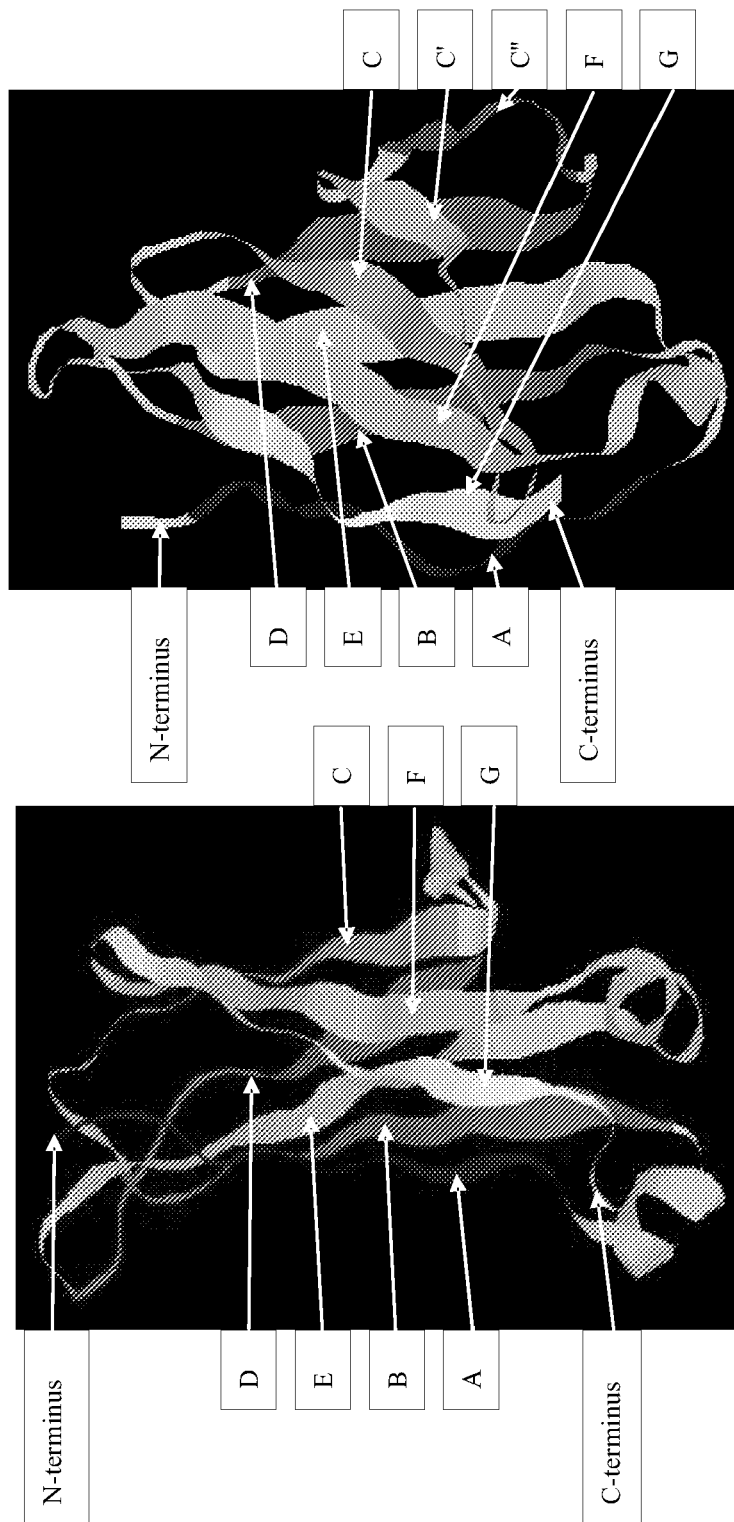 N-terminus
D
E
B
A
C-terminus
C
F
G
N-terminus
D
E
B
A
C-terminus
C
C'
C"
F
G